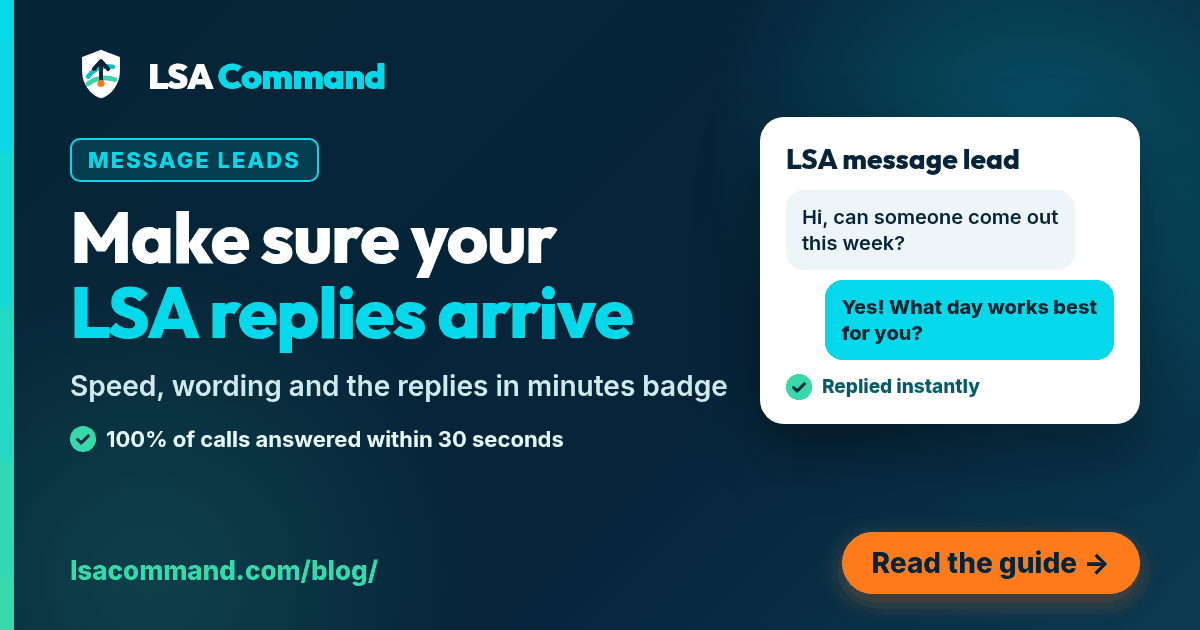 LSA Command
MESSAGE LEADS
Make sure your
LSA replies arrive
Speed, wording and the replies in minutes badge
100% of calls answered within 30 seconds
LSA message lead
Hi, can someone come out
this week?
Yes! What day works best
for you?
Replied instantly
lsacommand.com/blog/
Read the guide →